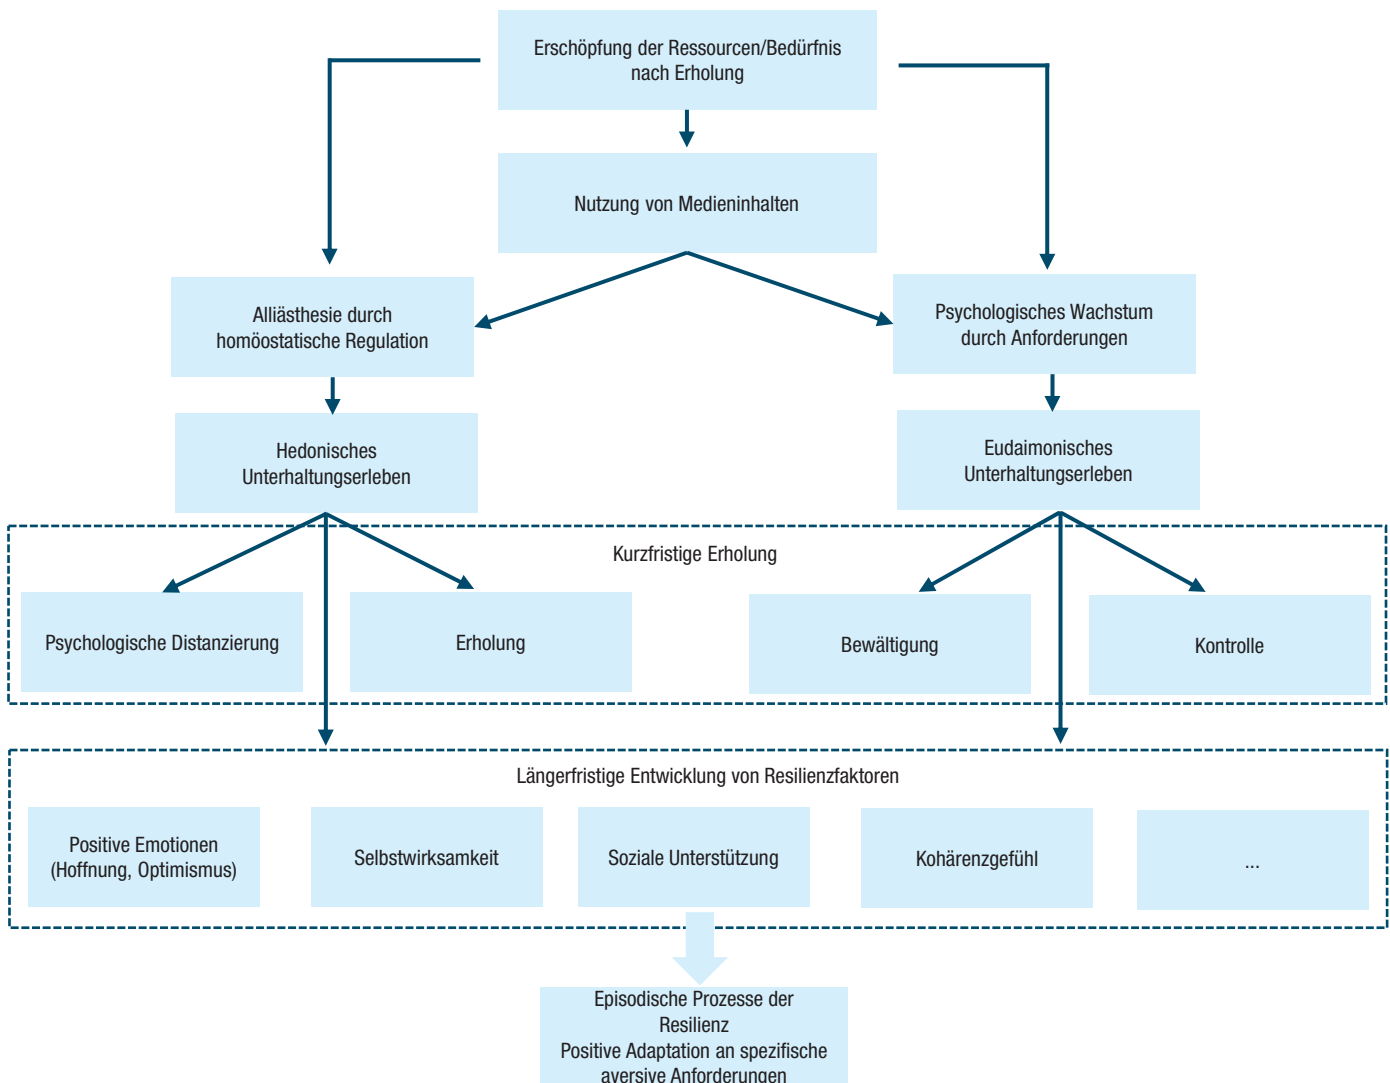 Erschöpfung der Ressourcen/Bedürfnis
nach Erholung
Nutzung von Medieninhalten
Alliästhesie durch
homöostatische Regulation
Psychologisches Wachstum
durch Anforderungen
Hedonisches
Unterhaltungserleben
Eudaimonisches
Unterhaltungserleben
Kurzfristige Erholung
Psychologische Distanzierung
Erholung
Bewältigung
Kontrolle
Längerfristige Entwicklung von Resilienzfaktoren
Positive Emotionen
(Hoffnung, Optimismus)
Selbstwirksamkeit
Soziale Unterstützung
Kohärenzgefühl
...
Episodische Prozesse der
Resilienz
Positive Adaptation an spezifische
aversive Anforderungen